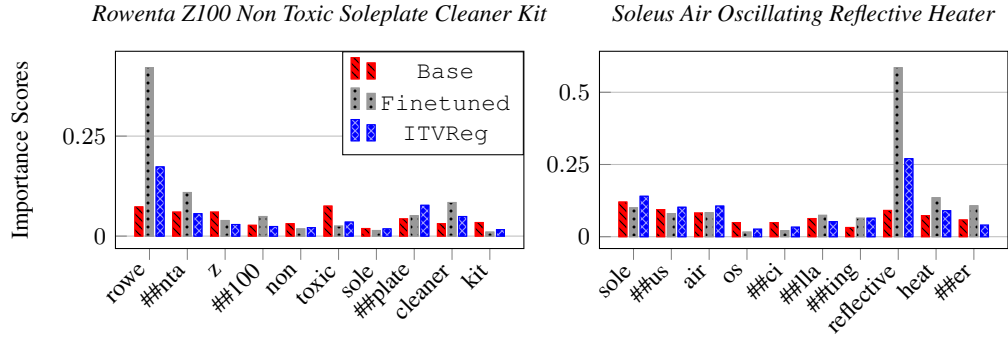 Rowenta Z100 Non Toxic Soleplate Cleaner Kit
Soleus Air Oscillating Reflective Heater
Importance Scores
0.25
0
Base
Finetuned
ITVReg
rowe
##nta
z
##100
non
toxic
sole
##plate
cleaner
kit
0.5
0.25
0
sole
##us
air
os
##ci
##lla
##ting
reflective
heat
##er